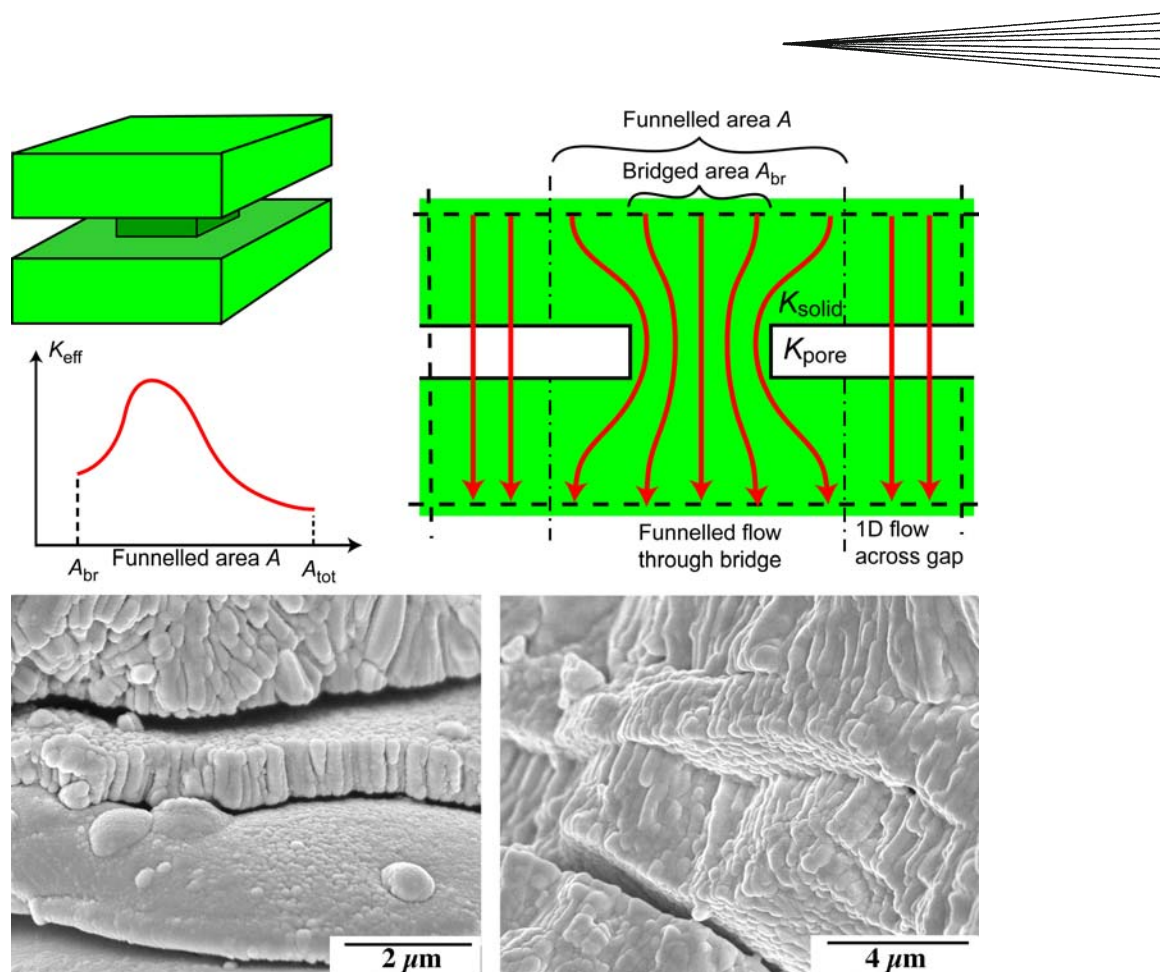 Funnelled area A
Bridged area A_br
K_solid
K_pore
K_eff
Funnelled area A
A_br
A_tot
Funnelled flow
through bridge
1D flow
across gap
2 μm
4 μm